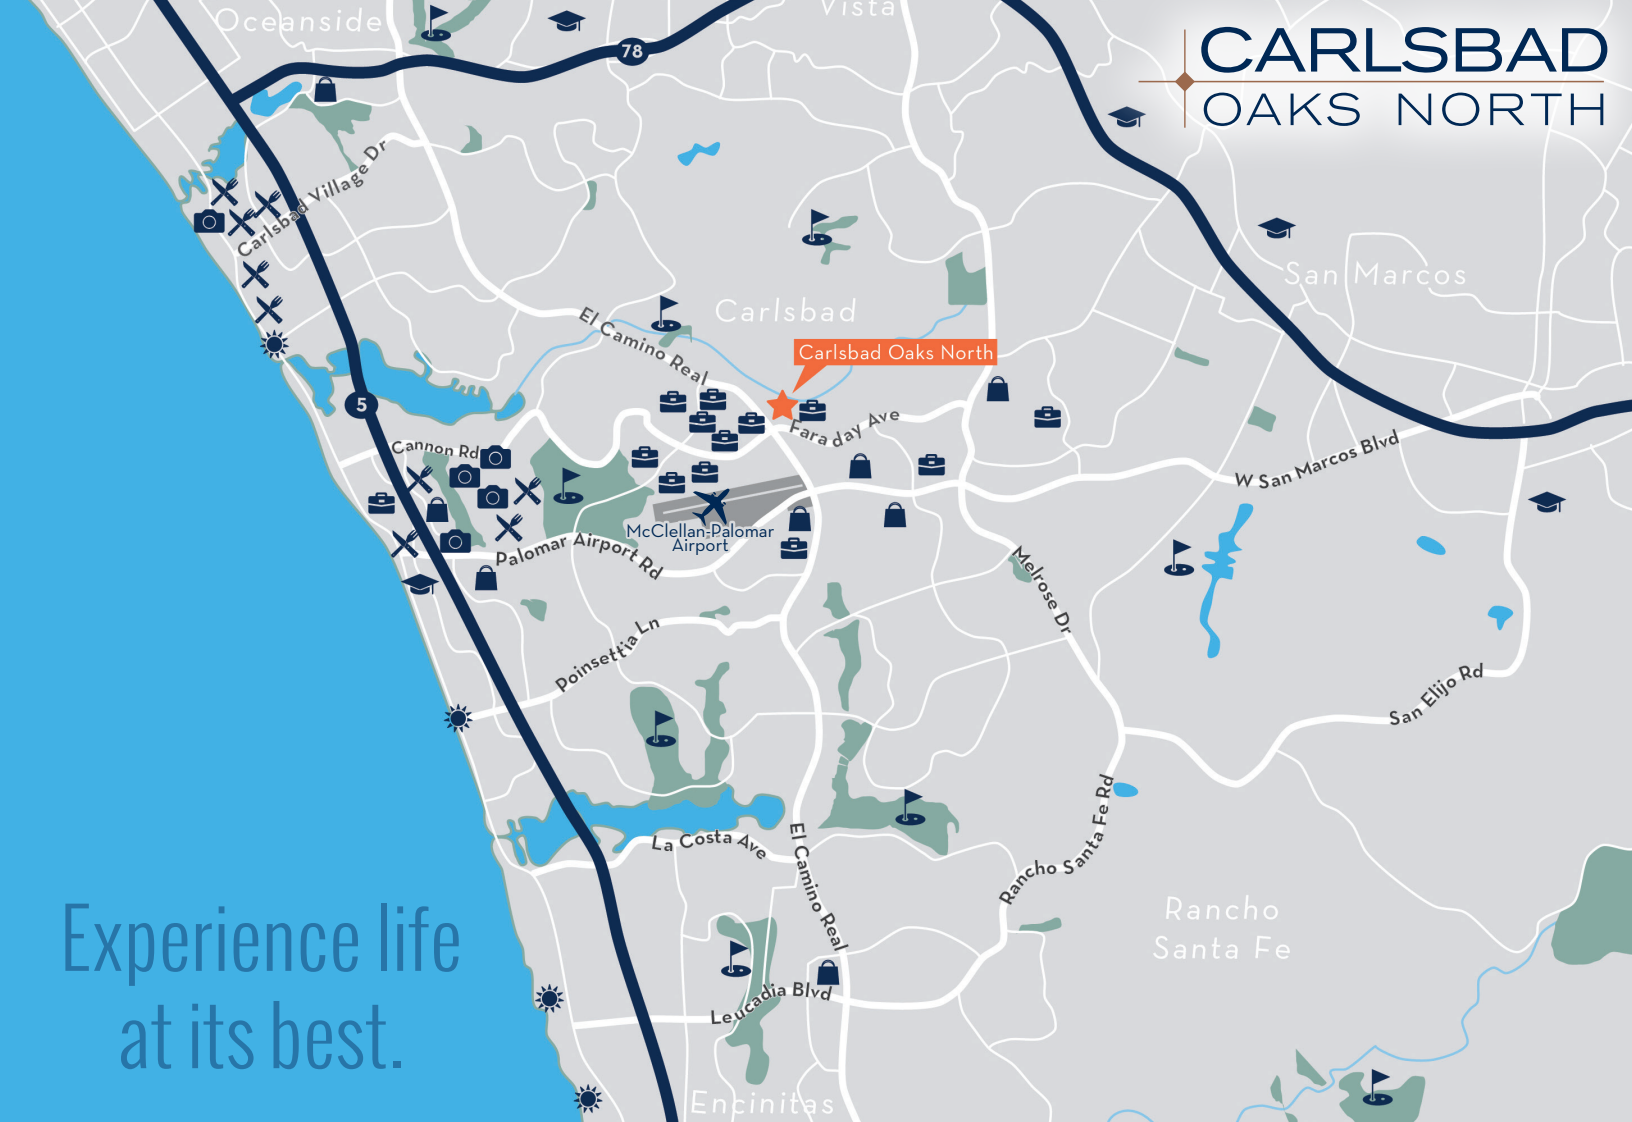 Oceanside
Vista
78
CARLSBAD
OAKS NORTH
Carlsbad Village Dr
San Marcos
Carlsbad
El Camino Real
Carlsbad Oaks North
5
Faraday Ave
Cannon Rd
W San Marcos Blvd
McClellan-Palomar
Airport
Palomar Airport Rd
Melrose Dr
Poinsettia Ln
San Elijo Rd
Rancho Santa Fe Rd
La Costa Ave
El Camino Real
Rancho
Santa Fe
Experience life
at its best.
Leucadia Blvd
Encinitas